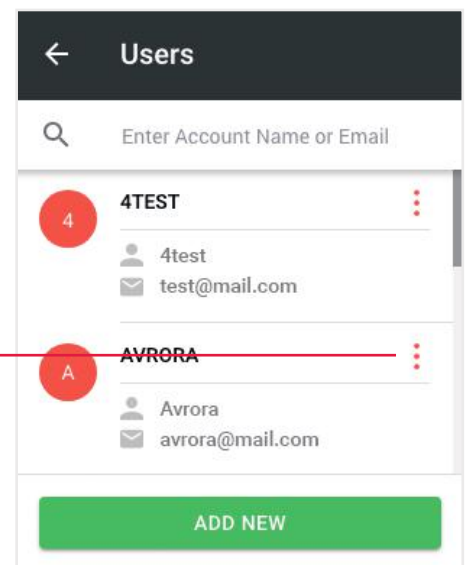 Users
Enter Account Name or Email
4 4TEST
4test
test@mail.com
A AVRORA
Avrora
avrora@mail.com
ADD NEW